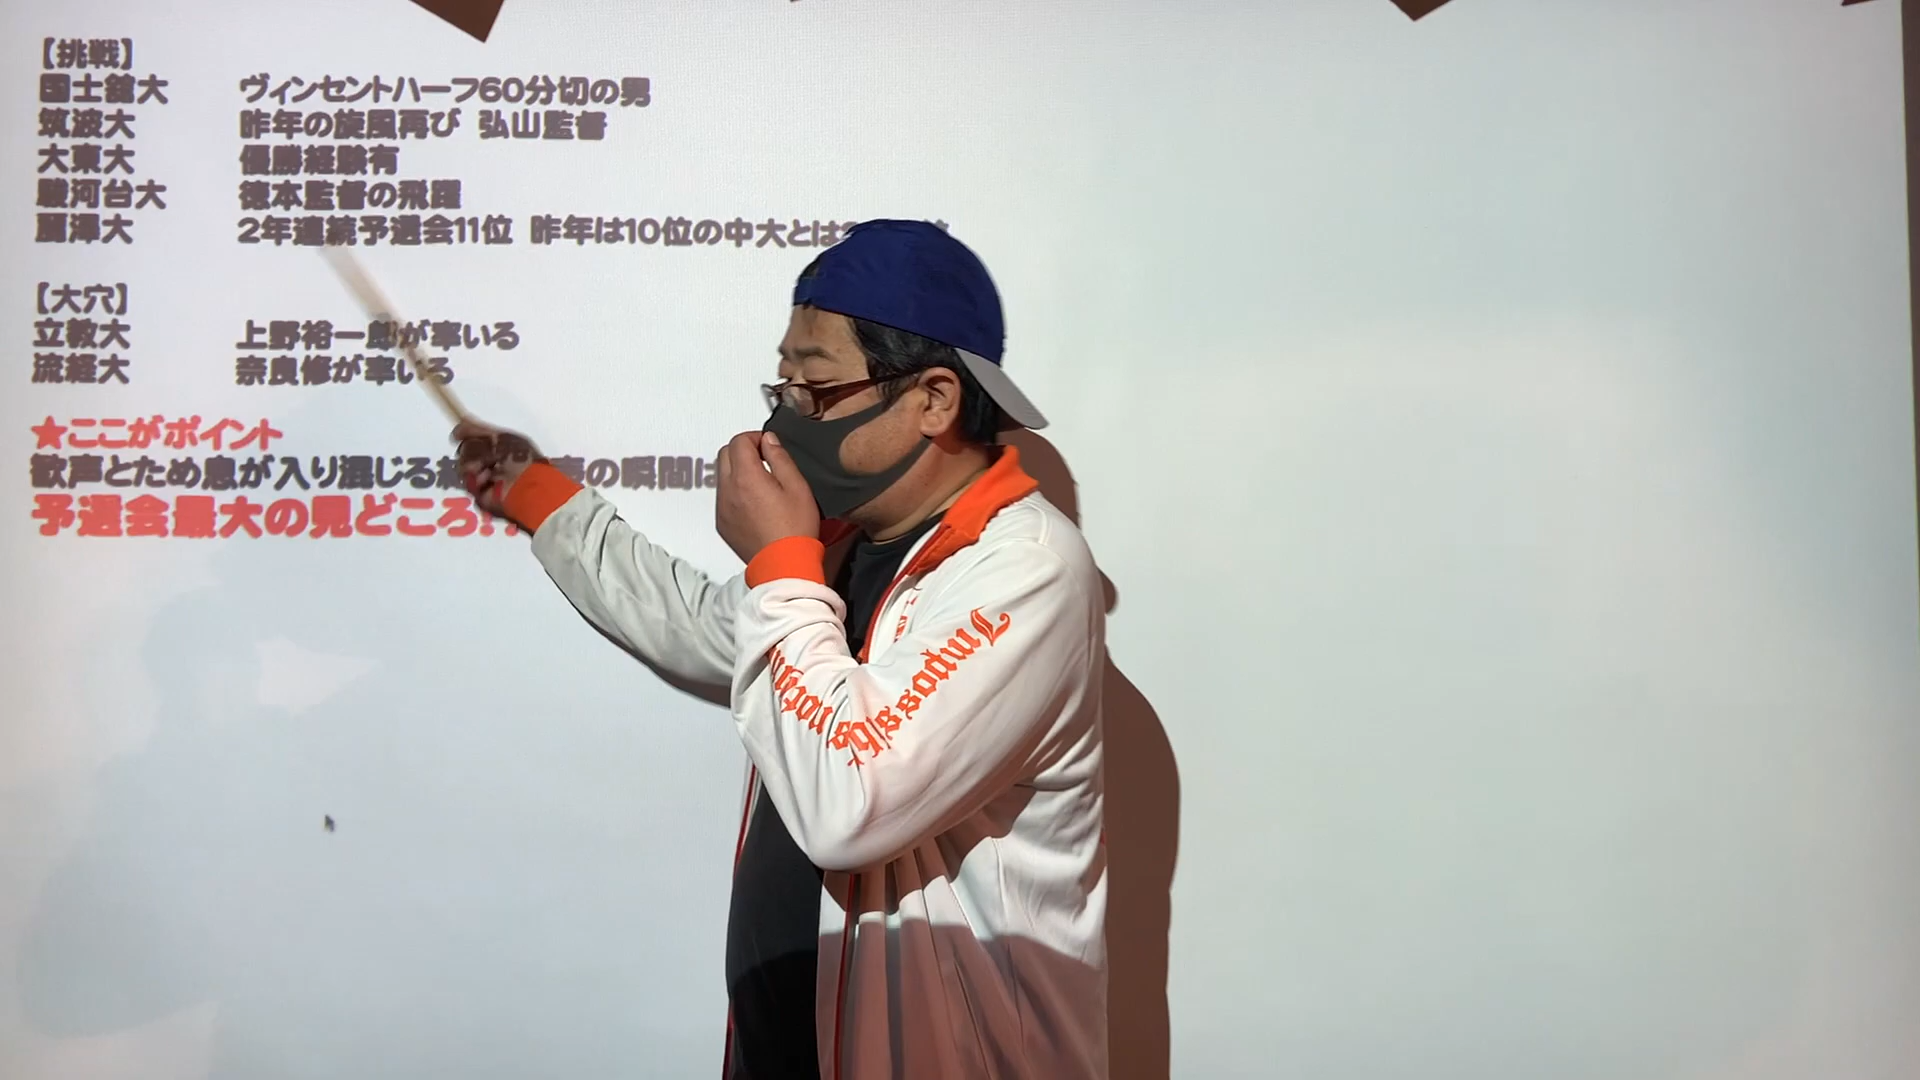 【挑戦】
国士舘大 ヴィンセントハーフ60分切の男
筑波大 昨年の旋風再び 弘山監督
大東大 優勝経験有
駿河台大 徳本監督の飛躍
麗澤大 2年連続予選会11位 昨年は10位の中大とは
【大穴】
立教大 上野裕一郎が率いる
流経大 奈良修が率いる
★ここがポイント
歓声とため息が入り混じる の瞬間は
予選会最大の見どころ!
Impossible
nothing